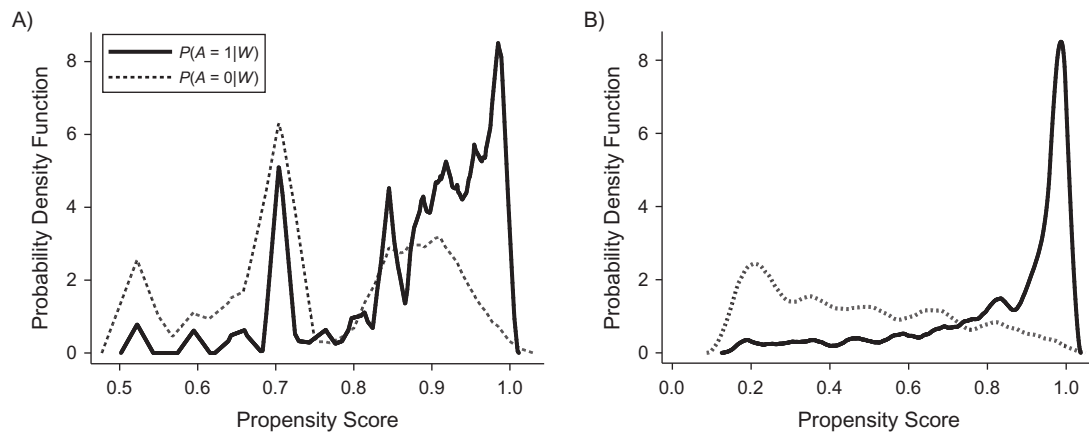 A)
P(A = 1|W)
P(A = 0|W)
Probability Density Function
8
6
4
2
0
0.5 0.6 0.7 0.8 0.9 1.0
Propensity Score
B)
Probability Density Function
8
6
4
2
0
0.0 0.2 0.4 0.6 0.8 1.0
Propensity Score